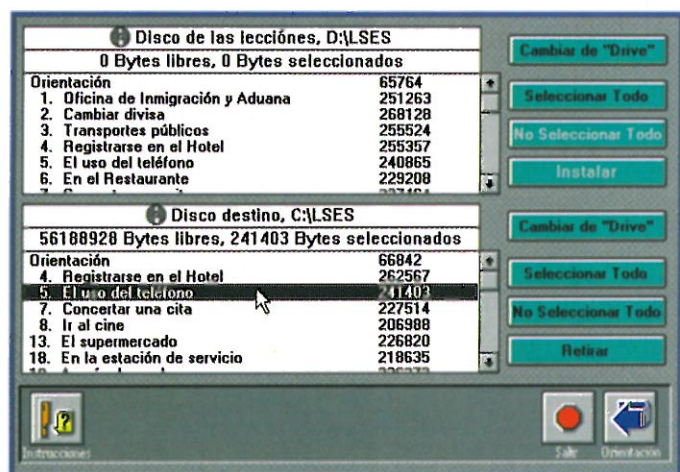 Disco de las lecciónes, D:\LSES
0 Bytes libres, 0 Bytes seleccionados
Orientación 65764
1. Oficina de Inmigración y Aduana 251263
2. Cambiar divisa 268128
3. Transportes públicos 255524
4. Registrarse en el Hotel 255357
5. El uso del teléfono 240865
6. En el Restaurante 229208
Cambiar de "Drive"
Seleccionar Todo
No Seleccionar Todo
Instalar
Disco destino, C:\LSES
56188928 Bytes libres, 241403 Bytes seleccionados
Orientación 66842
4. Registrarse en el Hotel 262567
5. El uso del teléfono 241403
7. Concertar una cita 227514
8. Ir al cine 206988
13. El supermercado 226820
18. En la estación de servicio 218635
Cambiar de "Drive"
Seleccionar Todo
No Seleccionar Todo
Retirar
Instrucciones
Salir
Orientación